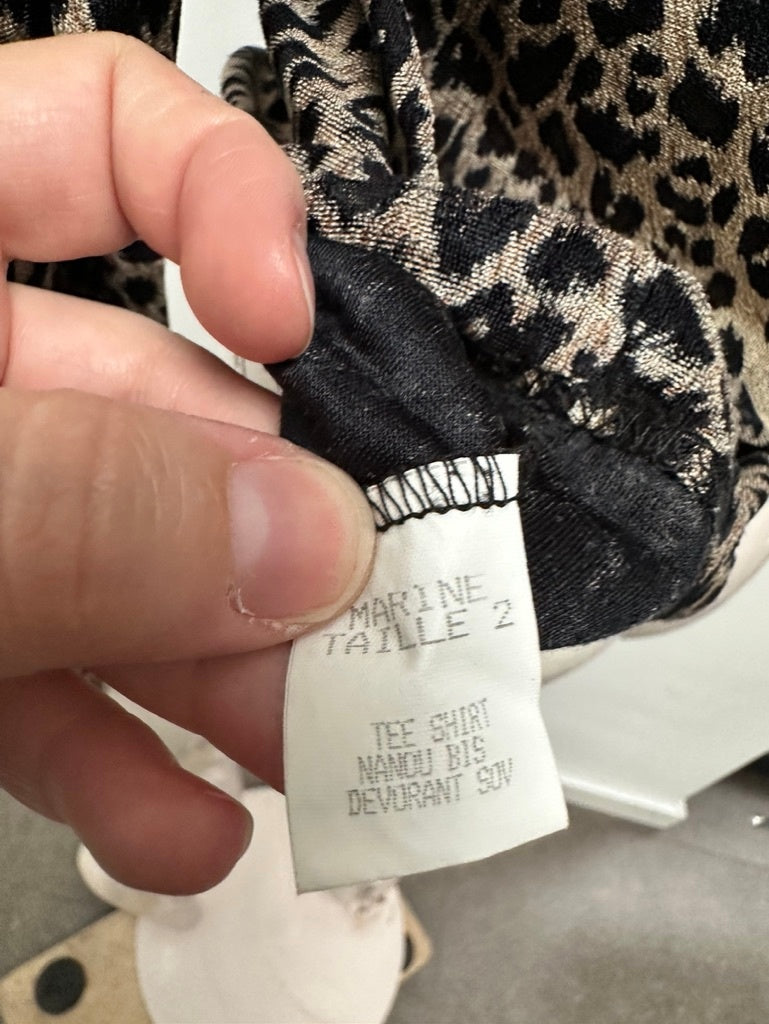 MARINE
TAILLE 2
TEE SHIRT
NANOU BIS
DEVORANT SOV